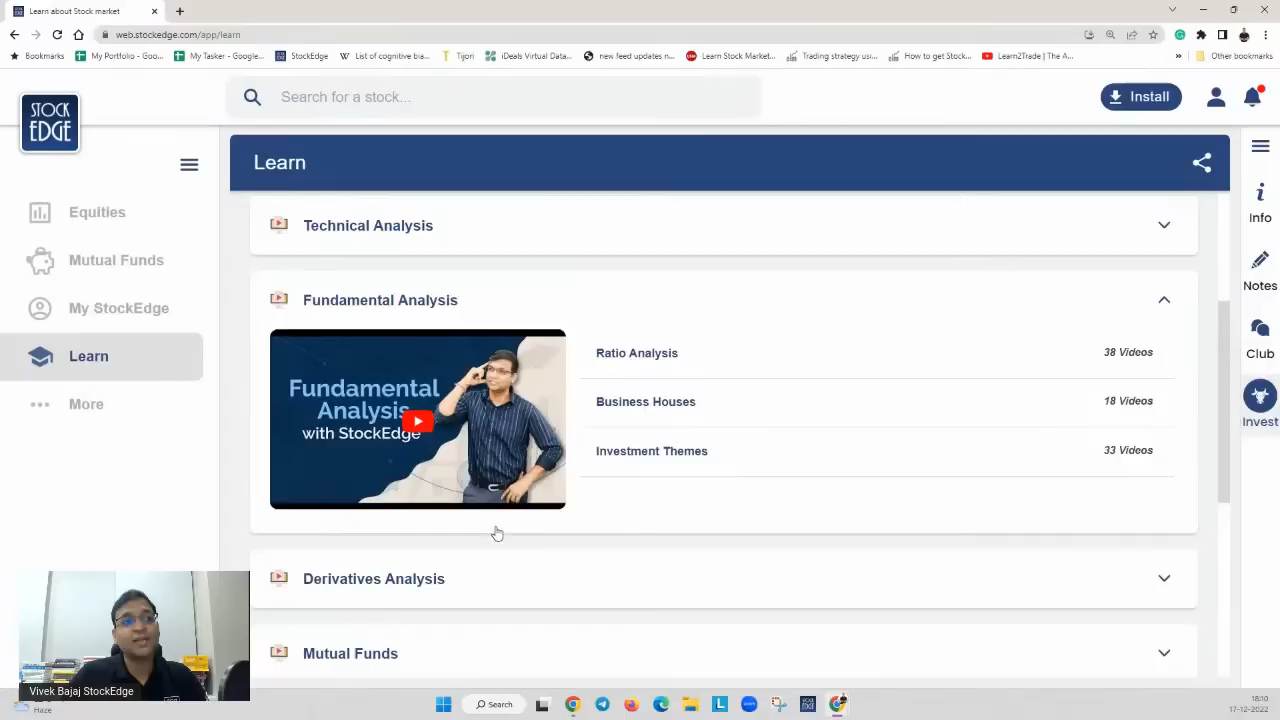 Learn about Stock market
web.stockedge.com/app/learn
Bookmarks
My Portfolio - Goo...
My Tasker - Google...
StockEdge
List of cognitive bia...
Tijori
iDeals Virtual Data...
new feed updates n...
Learn Stock Market...
Trading strategy usi...
How to get Stock...
Learn2Trade | The A...
Other bookmarks
STOCK
EDGE
Search for a stock...
Install
Learn
Equities
Mutual Funds
My StockEdge
Learn
More
Technical Analysis
Fundamental Analysis
Fundamental
Analysis
with StockEdge
Ratio Analysis
38 Videos
Business Houses
18 Videos
Investment Themes
33 Videos
Derivatives Analysis
Mutual Funds
Info
Notes
Club
Invest
Vivek Bajaj StockEdge
Haze
Search
18:10
17-12-2022